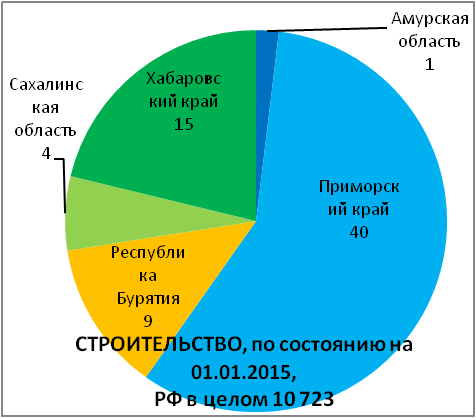 Амурская
область
1
Хабаровс
кий край
15
Сахалинс
кая
область
4
Приморск
ий край
40
Республи
ка
Бурятия
9
СТРОИТЕЛЬСТВО, по состоянию на
01.01.2015,
РФ в целом 10 723